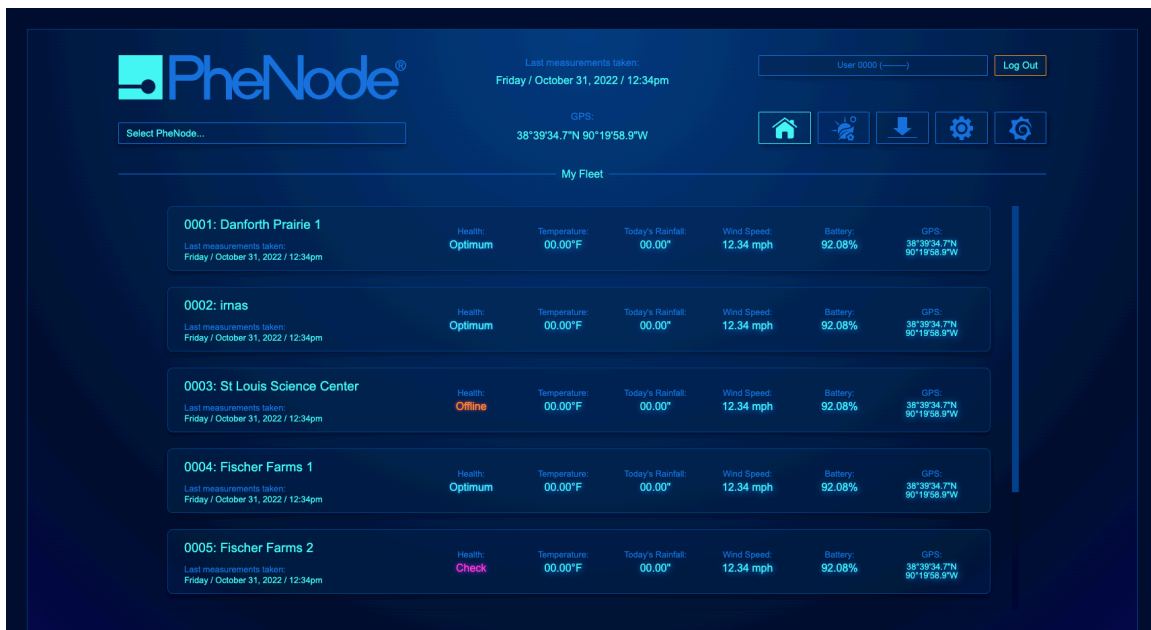 PheNode®
Last measurements taken:
Friday / October 31, 2022 / 12:34pm
User 0000 (———)
Log Out
Select PheNode...
GPS:
38°39'34.7"N 90°19'58.9"W
My Fleet
0001: Danforth Prairie 1
Last measurements taken:
Friday / October 31, 2022 / 12:34pm
Health:
Optimum
Temperature:
00.00°F
Today's Rainfall:
00.00"
Wind Speed:
12.34 mph
Battery:
92.08%
GPS:
38°39'34.7"N
90°19'58.9"W
0002: irnas
Last measurements taken:
Friday / October 31, 2022 / 12:34pm
Health:
Optimum
Temperature:
00.00°F
Today's Rainfall:
00.00"
Wind Speed:
12.34 mph
Battery:
92.08%
GPS:
38°39'34.7"N
90°19'58.9"W
0003: St Louis Science Center
Last measurements taken:
Friday / October 31, 2022 / 12:34pm
Health:
Offline
Temperature:
00.00°F
Today's Rainfall:
00.00"
Wind Speed:
12.34 mph
Battery:
92.08%
GPS:
38°39'34.7"N
90°19'58.9"W
0004: Fischer Farms 1
Last measurements taken:
Friday / October 31, 2022 / 12:34pm
Health:
Optimum
Temperature:
00.00°F
Today's Rainfall:
00.00"
Wind Speed:
12.34 mph
Battery:
92.08%
GPS:
38°39'34.7"N
90°19'58.9"W
0005: Fischer Farms 2
Last measurements taken:
Friday / October 31, 2022 / 12:34pm
Health:
Check
Temperature:
00.00°F
Today's Rainfall:
00.00"
Wind Speed:
12.34 mph
Battery:
92.08%
GPS:
38°39'34.7"N
90°19'58.9"W